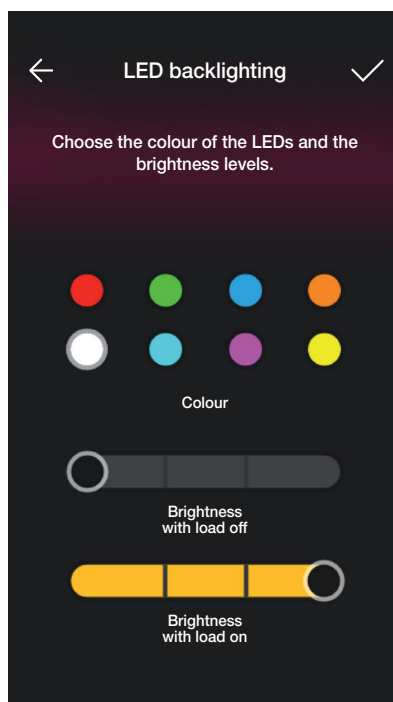 LED backlighting
Choose the colour of the LEDs and the
brightness levels.
Colour
Brightness
with load off
Brightness
with load on